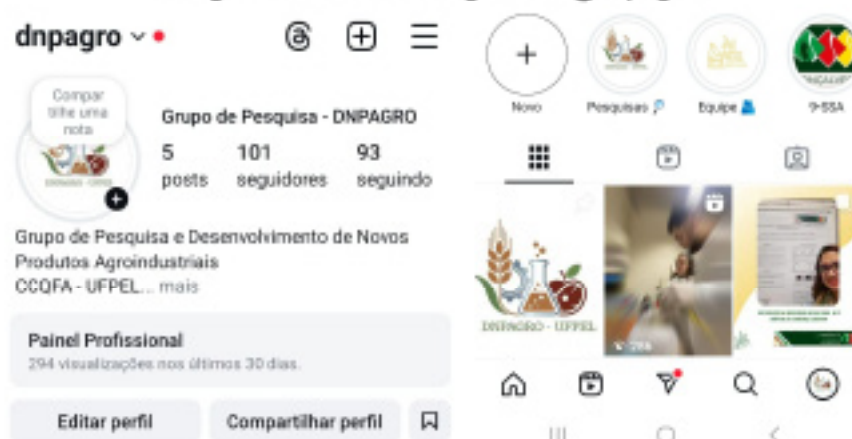 dnpagro
Compar
tilhe uma
nota
Grupo de Pesquisa - DNPAGRO
5 101 93
posts seguidores seguindo
Grupo de Pesquisa e Desenvolvimento de Novos
Produtos Agroindustriais
CCQFA - UFPEL... mais
Painel Profissional
294 visualizações nos últimos 30 dias.
Editar perfil Compartilhar perfil
Novo Pesquisas Equipe 9ª-SSA
DNPAGRO - UFPEL